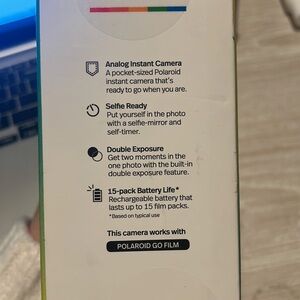 Analog Instant Camera
A pocket-sized Polaroid
instant camera that's
ready to go when you are.
Selfie Ready
Put yourself in the photo
with a selfie-mirror and
self-timer.
Double Exposure
Get two moments in the
one photo with the built-in
double exposure feature.
15-pack Battery Life*
Rechargeable battery that
lasts up to 15 film packs.
*Based on typical use
This camera works with
POLAROID GO FILM